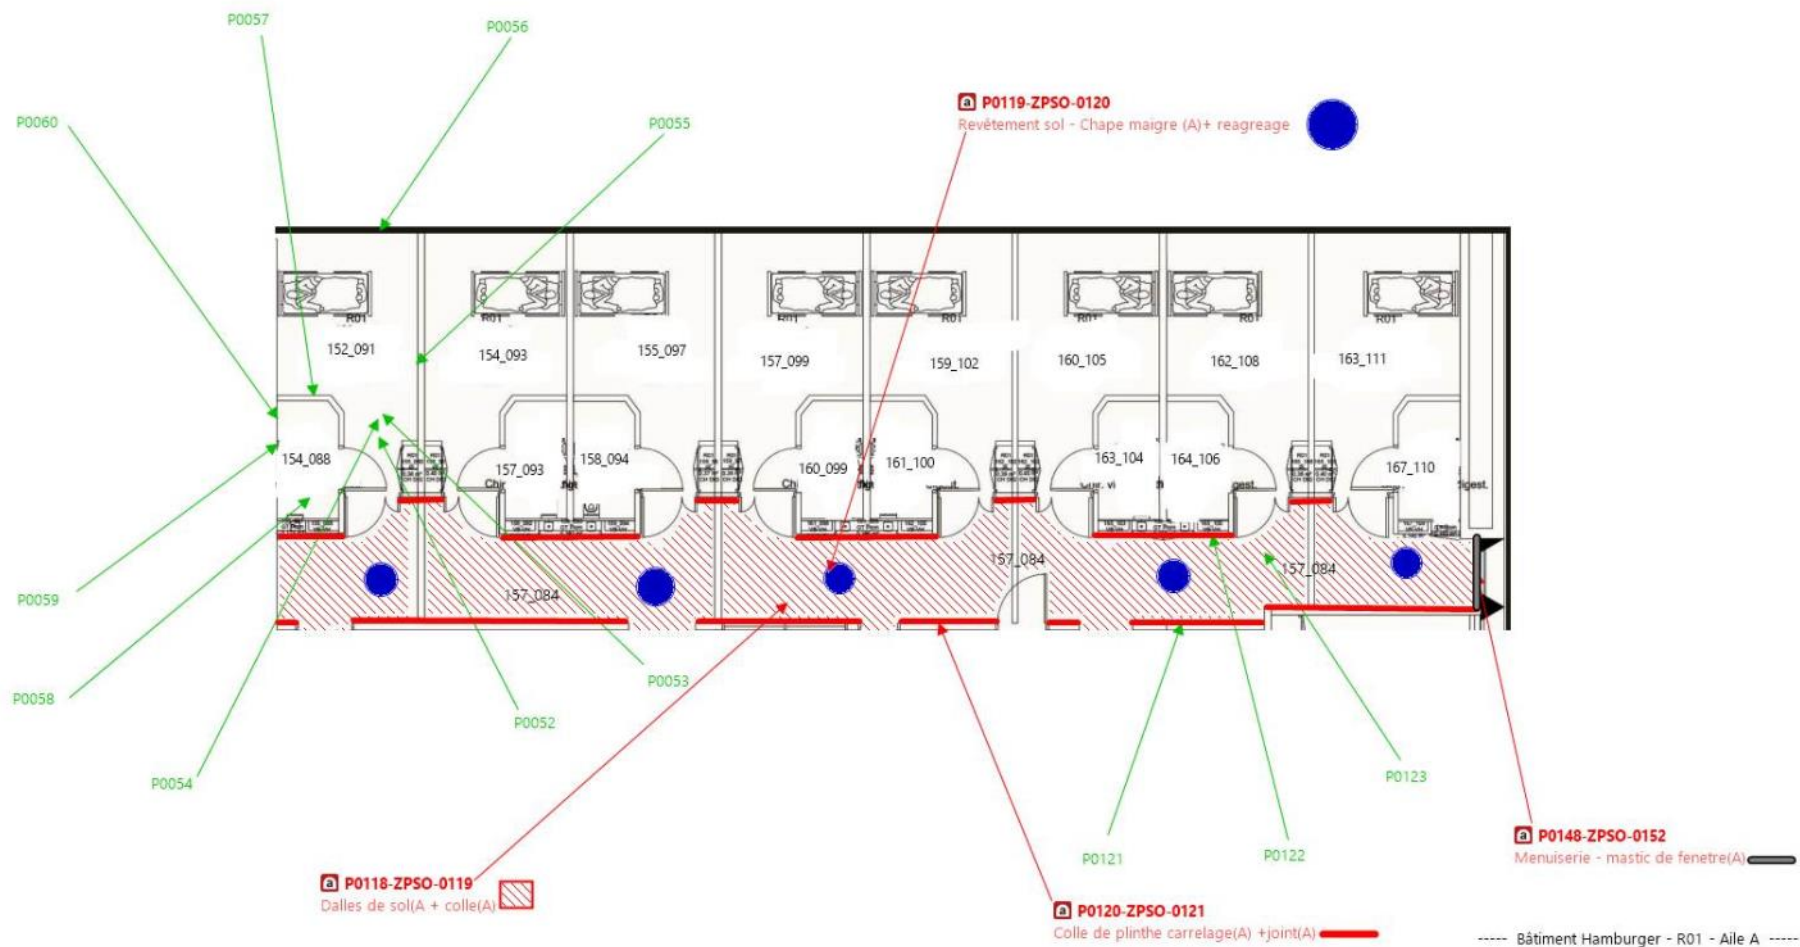 P0057
P0056
P0060
P0055
a P0119-ZPSO-0120
Revêtement sol - Chape maigre (A)+ reagreage
R01
R01
R01
R01
R01
R01
R01
152_091
154_093
155_097
157_099
159_102
160_105
162_108
163_111
154_088
157_093
158_094
160_099
161_100
163_104
164_106
167_110
gest.
157_084
157_084
157_084
P0059
P0058
P0053
P0052
P0054
P0123
P0121
P0122
a P0148-ZPSO-0152
Menuiserie - mastic de fenetre(A)
a P0118-ZPSO-0119
Dalles de sol(A + colle(A)
a P0120-ZPSO-0121
Colle de plinthe carrelage(A) +joint(A)
----- Bâtiment Hamburger - R01 - Aile A -----